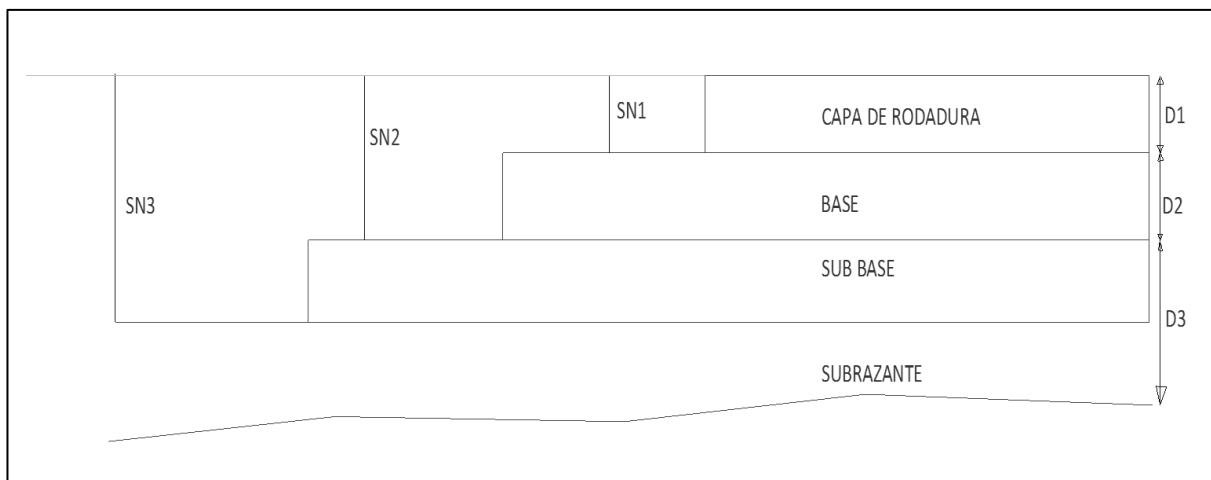 SN1
CAPA DE RODADURA
D1
SN2
SN3
BASE
D2
SUB BASE
D3
SUBRAZANTE